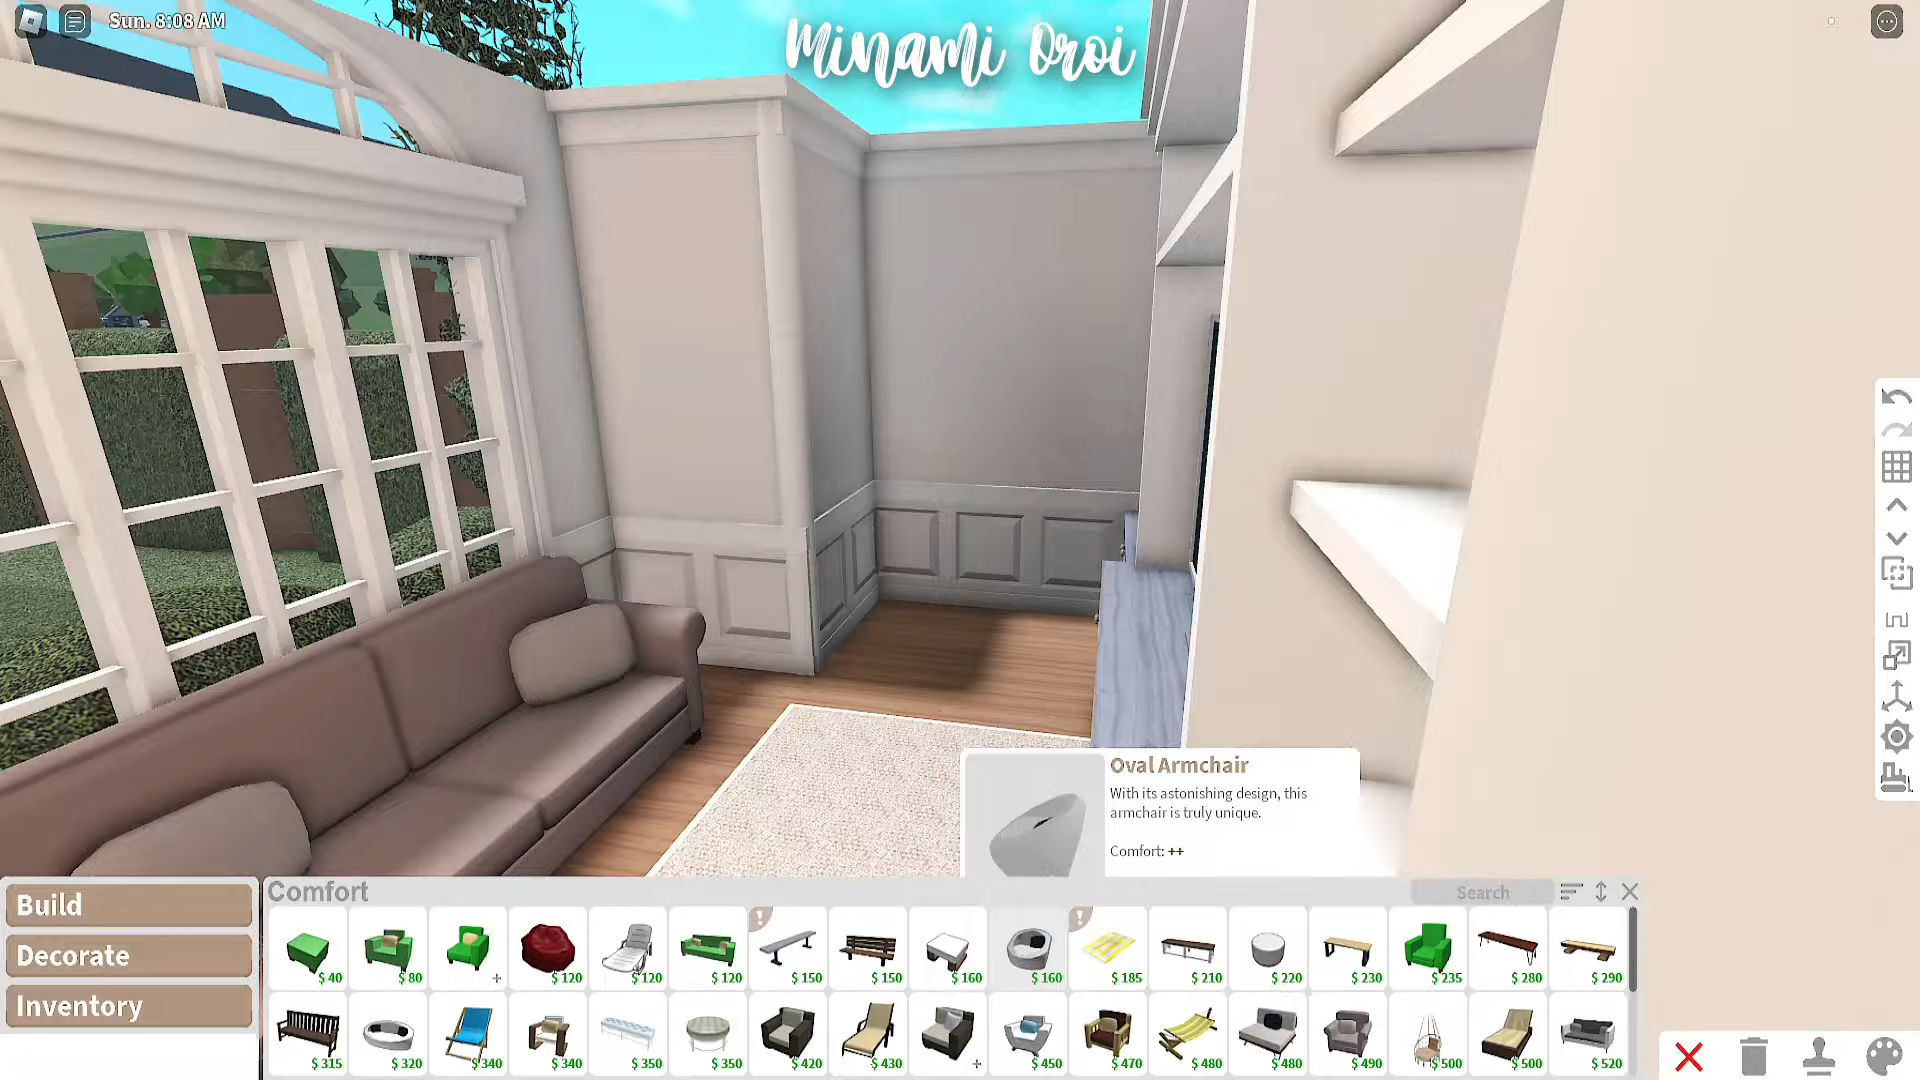 Sun. 8:08 AM
Minami Oroi
Oval Armchair
With its astonishing design, this
armchair is truly unique.
Comfort: ++
Build
Decorate
Inventory
Comfort
Search
$ 40
$ 80
+
$ 120
$ 120
$ 120
! $ 150
$ 150
$ 160
$ 160
! $ 185
$ 210
$ 220
$ 230
$ 235
$ 280
$ 290
$ 315
$ 320
$ 340
$ 340
$ 350
$ 350
$ 420
$ 430
+
$ 450
$ 470
$ 480
$ 480
$ 490
$ 500
$ 500
$ 520